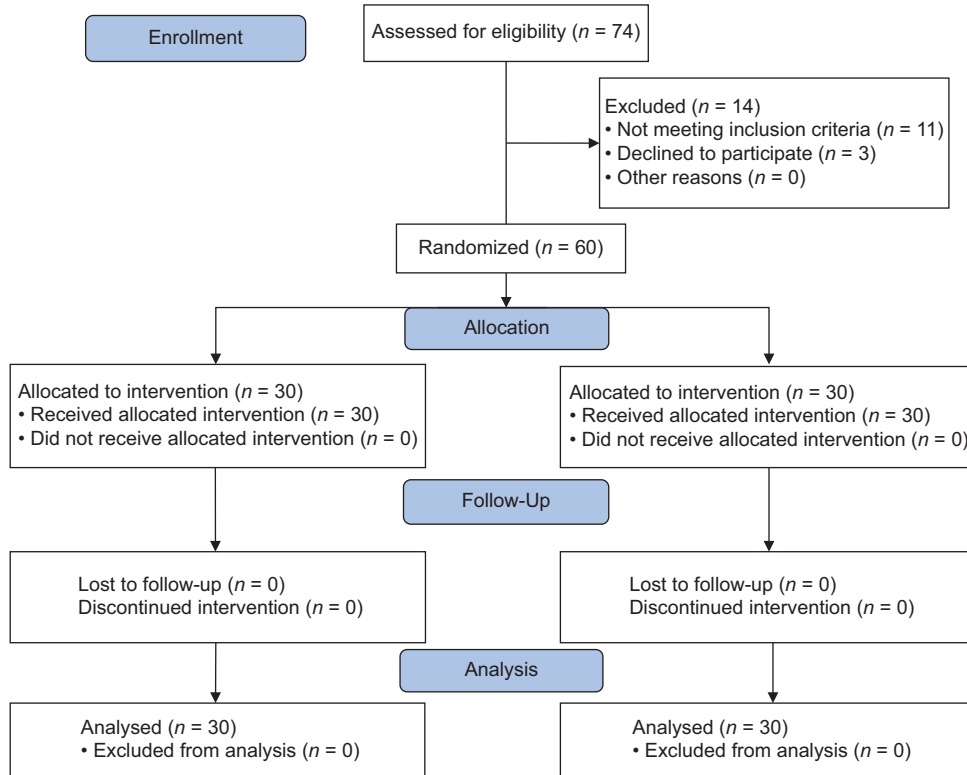 Enrollment
Assessed for eligibility (n = 74)
Excluded (n = 14)
• Not meeting inclusion criteria (n = 11)
• Declined to participate (n = 3)
• Other reasons (n = 0)
Randomized (n = 60)
Allocation
Allocated to intervention (n = 30)
• Received allocated intervention (n = 30)
• Did not receive allocated intervention (n = 0)
Allocated to intervention (n = 30)
• Received allocated intervention (n = 30)
• Did not receive allocated intervention (n = 0)
Follow-Up
Lost to follow-up (n = 0)
Discontinued intervention (n = 0)
Lost to follow-up (n = 0)
Discontinued intervention (n = 0)
Analysis
Analysed (n = 30)
• Excluded from analysis (n = 0)
Analysed (n = 30)
• Excluded from analysis (n = 0)